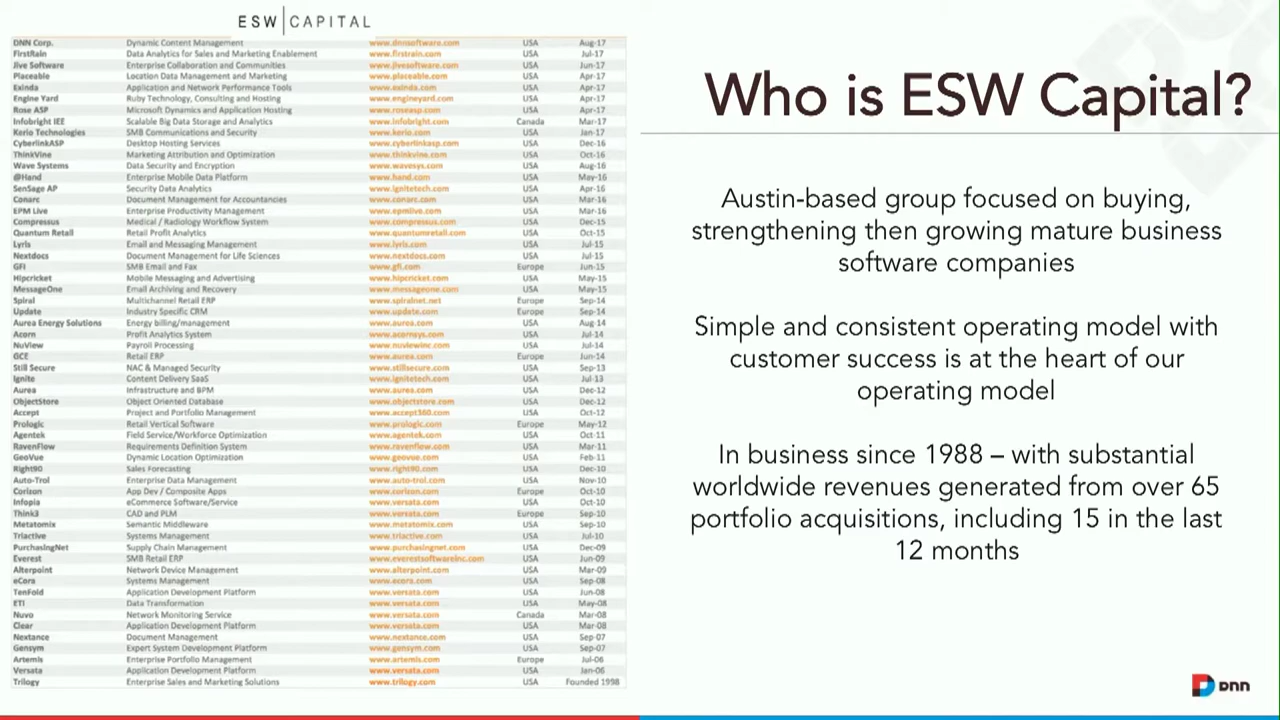 ESW CAPITAL
DNN Corp. Dynamic Content Management www.dnnsoftware.com USA Aug-17
FirstRain Data Analytics for Sales and Marketing Enablement www.firstrain.com USA Jul-17
Jive Software Enterprise Collaboration and Communities www.jivesoftware.com USA Jun-17
Placeable Location Data Management and Marketing www.placeable.com USA Apr-17
Exinda Application and Network Performance Tools www.exinda.com USA Apr-17
Engine Yard Ruby Technology, Consulting and Hosting www.engineyard.com USA Apr-17
Rose ASP Microsoft Dynamics and Application Hosting www.roseasp.com USA Apr-17
Infobright IEE Scalable Big Data Storage and Analytics www.infobright.com Canada Mar-17
Kerio Technologies SMB Communications and Security www.kerio.com USA Jan-17
CyberlinkASP Desktop Hosting Services www.cyberlinkasp.com USA Dec-16
ThinkVine Marketing Attribution and Optimization www.thinkvine.com USA Oct-16
Wave Systems Data Security and Encryption www.wavesys.com USA Aug-16
@Hand Enterprise Mobile Data Platform www.hand.com USA May-16
SenSage AP Security Data Analytics www.ignitetech.com USA Apr-16
Conarc Document Management for Accountancies www.conarc.com USA Mar-16
EPM Live Enterprise Productivity Management www.epmlive.com USA Mar-16
Compressus Medical / Radiology Workflow System www.compressus.com USA Dec-15
Quantum Retail Retail Profit Analytics www.quantumretail.com USA Oct-15
Lyris Email and Messaging Management www.lyris.com USA Jul-15
Nextdocs Document Management for Life Sciences www.nextdocs.com USA Jul-15
GFI SMB Email and Fax www.gfi.com Europe Jun-15
Hipcricket Mobile Messaging and Advertising www.hipcricket.com USA May-15
MessageOne Email Archiving and Recovery www.messageone.com USA May-15
Spiral Multichannel Retail ERP www.spiralnet.net Europe Sep-14
Update Industry Specific CRM www.update.com Europe Sep-14
Aurea Energy Solutions Energy billing/management www.aurea.com USA Aug-14
Acorn Profit Analytics System www.acornsys.com USA Jul-14
NuView Payroll Processing www.nuviewinc.com USA Jul-14
GCE Retail ERP www.aurea.com Europe Jun-14
Still Secure NAC & Managed Security www.stillsecure.com USA Sep-13
Ignite Content Delivery SaaS www.ignitetech.com USA Jul-13
Aurea Infrastructure and BPM www.aurea.com USA Dec-12
ObjectStore Object Oriented Database www.objectstore.com USA Dec-12
Accept Project and Portfolio Management www.accept360.com USA Oct-12
Prologic Retail Vertical Software www.prologic.com Europe May-12
Agentek Field Service/Workforce Optimization www.agentek.com USA Oct-11
RavenFlow Requirements Definition System www.ravenflow.com USA Mar-11
GeoVue Dynamic Location Optimization www.geovue.com USA Feb-11
Right90 Sales Forecasting www.right90.com USA Dec-10
Auto-Trol Enterprise Data Management www.auto-trol.com USA Nov-10
Corizon App Dev / Composite Apps www.corizon.com Europe Oct-10
Infopia eCommerce Software/Service www.versata.com USA Oct-10
Think3 CAD and PLM www.versata.com Europe Sep-10
Metatomix Semantic Middleware www.metatomix.com USA Sep-10
Triactive Systems Management www.triactive.com USA Jul-10
PurchasingNet Supply Chain Management www.purchasingnet.com USA Dec-09
Everest SMB Retail ERP www.everestsoftwareinc.com USA Jun-09
Alterpoint Network Device Management www.alterpoint.com USA Mar-09
eCora Systems Management www.ecora.com USA Sep-08
TenFold Application Development Platform www.versata.com USA Jun-08
ETI Data Transformation www.versata.com USA May-08
Nuvo Network Monitoring Service www.versata.com Canada Mar-08
Clear Application Development Platform www.versata.com USA Mar-08
Nextance Document Management www.nextance.com USA Sep-07
Gensym Expert System Development Platform www.gensym.com USA Sep-07
Artemis Enterprise Portfolio Management www.artemis.com Europe Jul-06
Versata Application Development Platform www.versata.com USA Jan-06
Trilogy Enterprise Sales and Marketing Solutions www.trilogy.com USA Founded 1998
Who is ESW Capital?
Austin-based group focused on buying,
strengthening then growing mature business
software companies
Simple and consistent operating model with
customer success is at the heart of our
operating model
In business since 1988 – with substantial
worldwide revenues generated from over 65
portfolio acquisitions, including 15 in the last
12 months
DNN